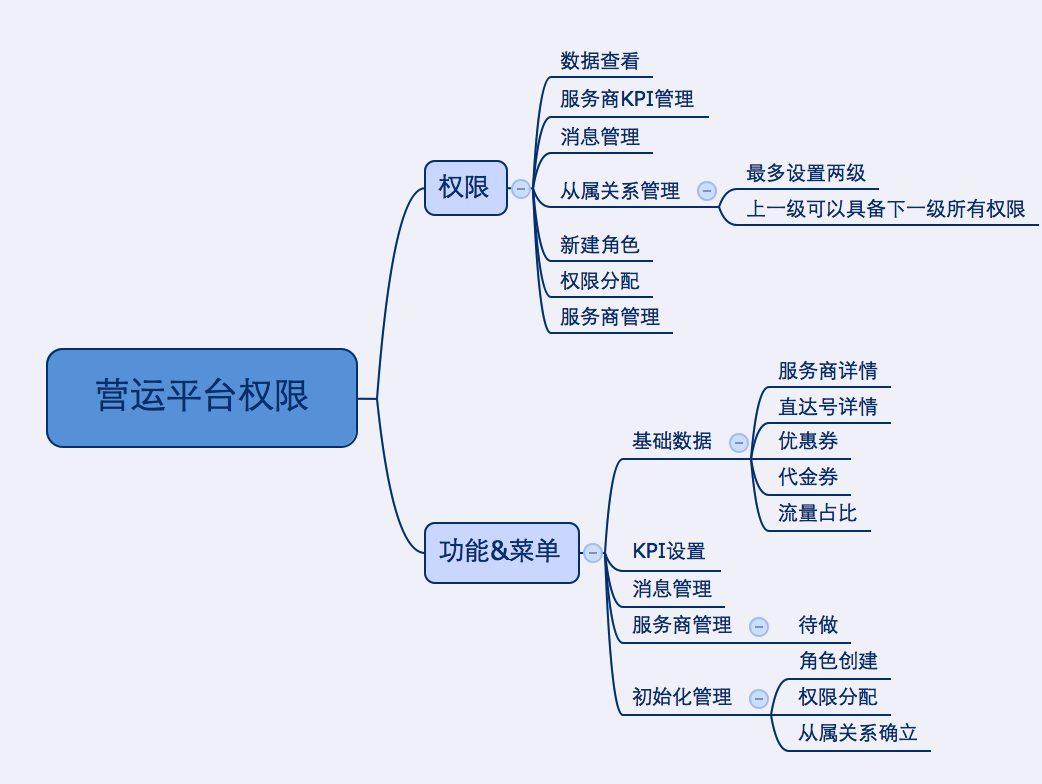 营运平台权限
权限
数据查看
服务商KPI管理
消息管理
从属关系管理
最多设置两级
上一级可以具备下一级所有权限
新建角色
权限分配
服务商管理
功能&菜单
基础数据
服务商详情
直达号详情
优惠券
代金券
流量占比
KPI设置
消息管理
服务商管理
待做
初始化管理
角色创建
权限分配
从属关系确立